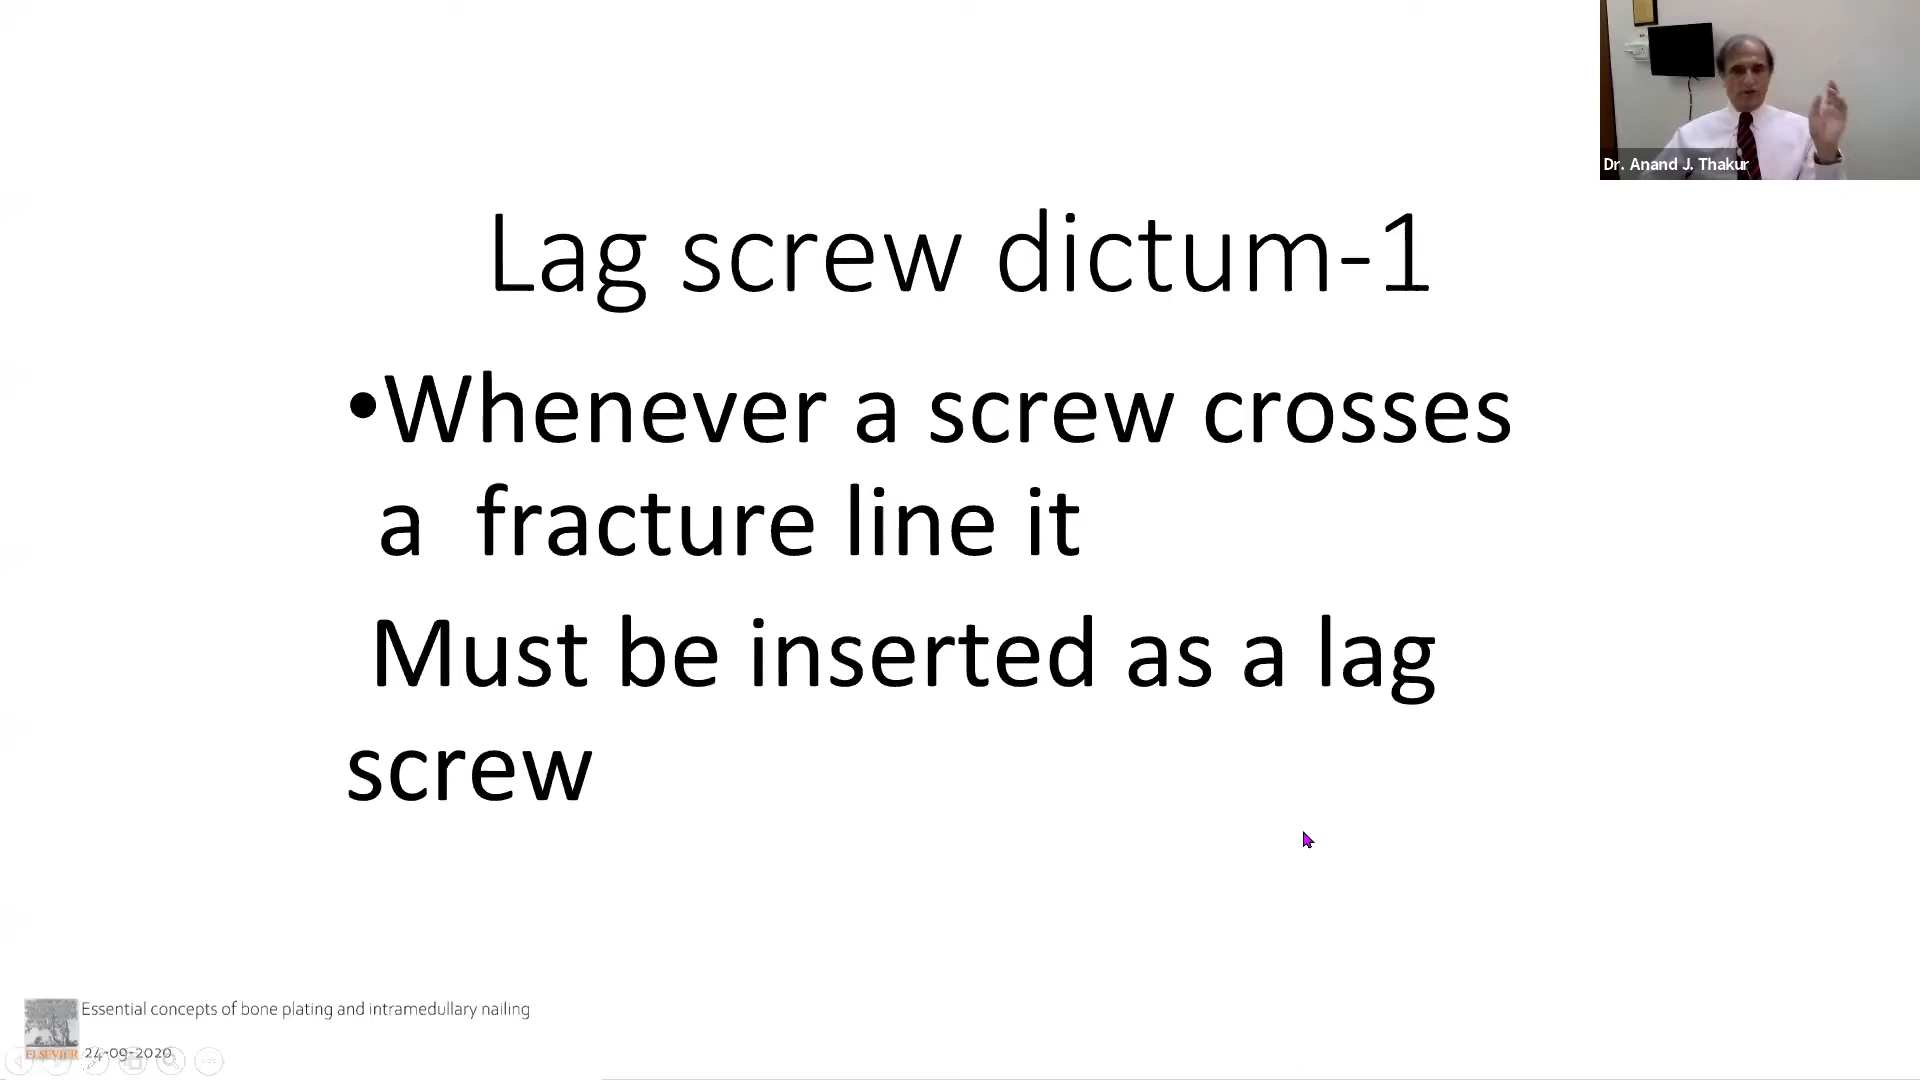 Dr. Anand J. Thakur
Lag screw dictum-1
•Whenever a screw crosses
a fracture line it
Must be inserted as a lag
screw
Essential concepts of bone plating and intramedullary nailing
ELSEVIER
24-09-2020